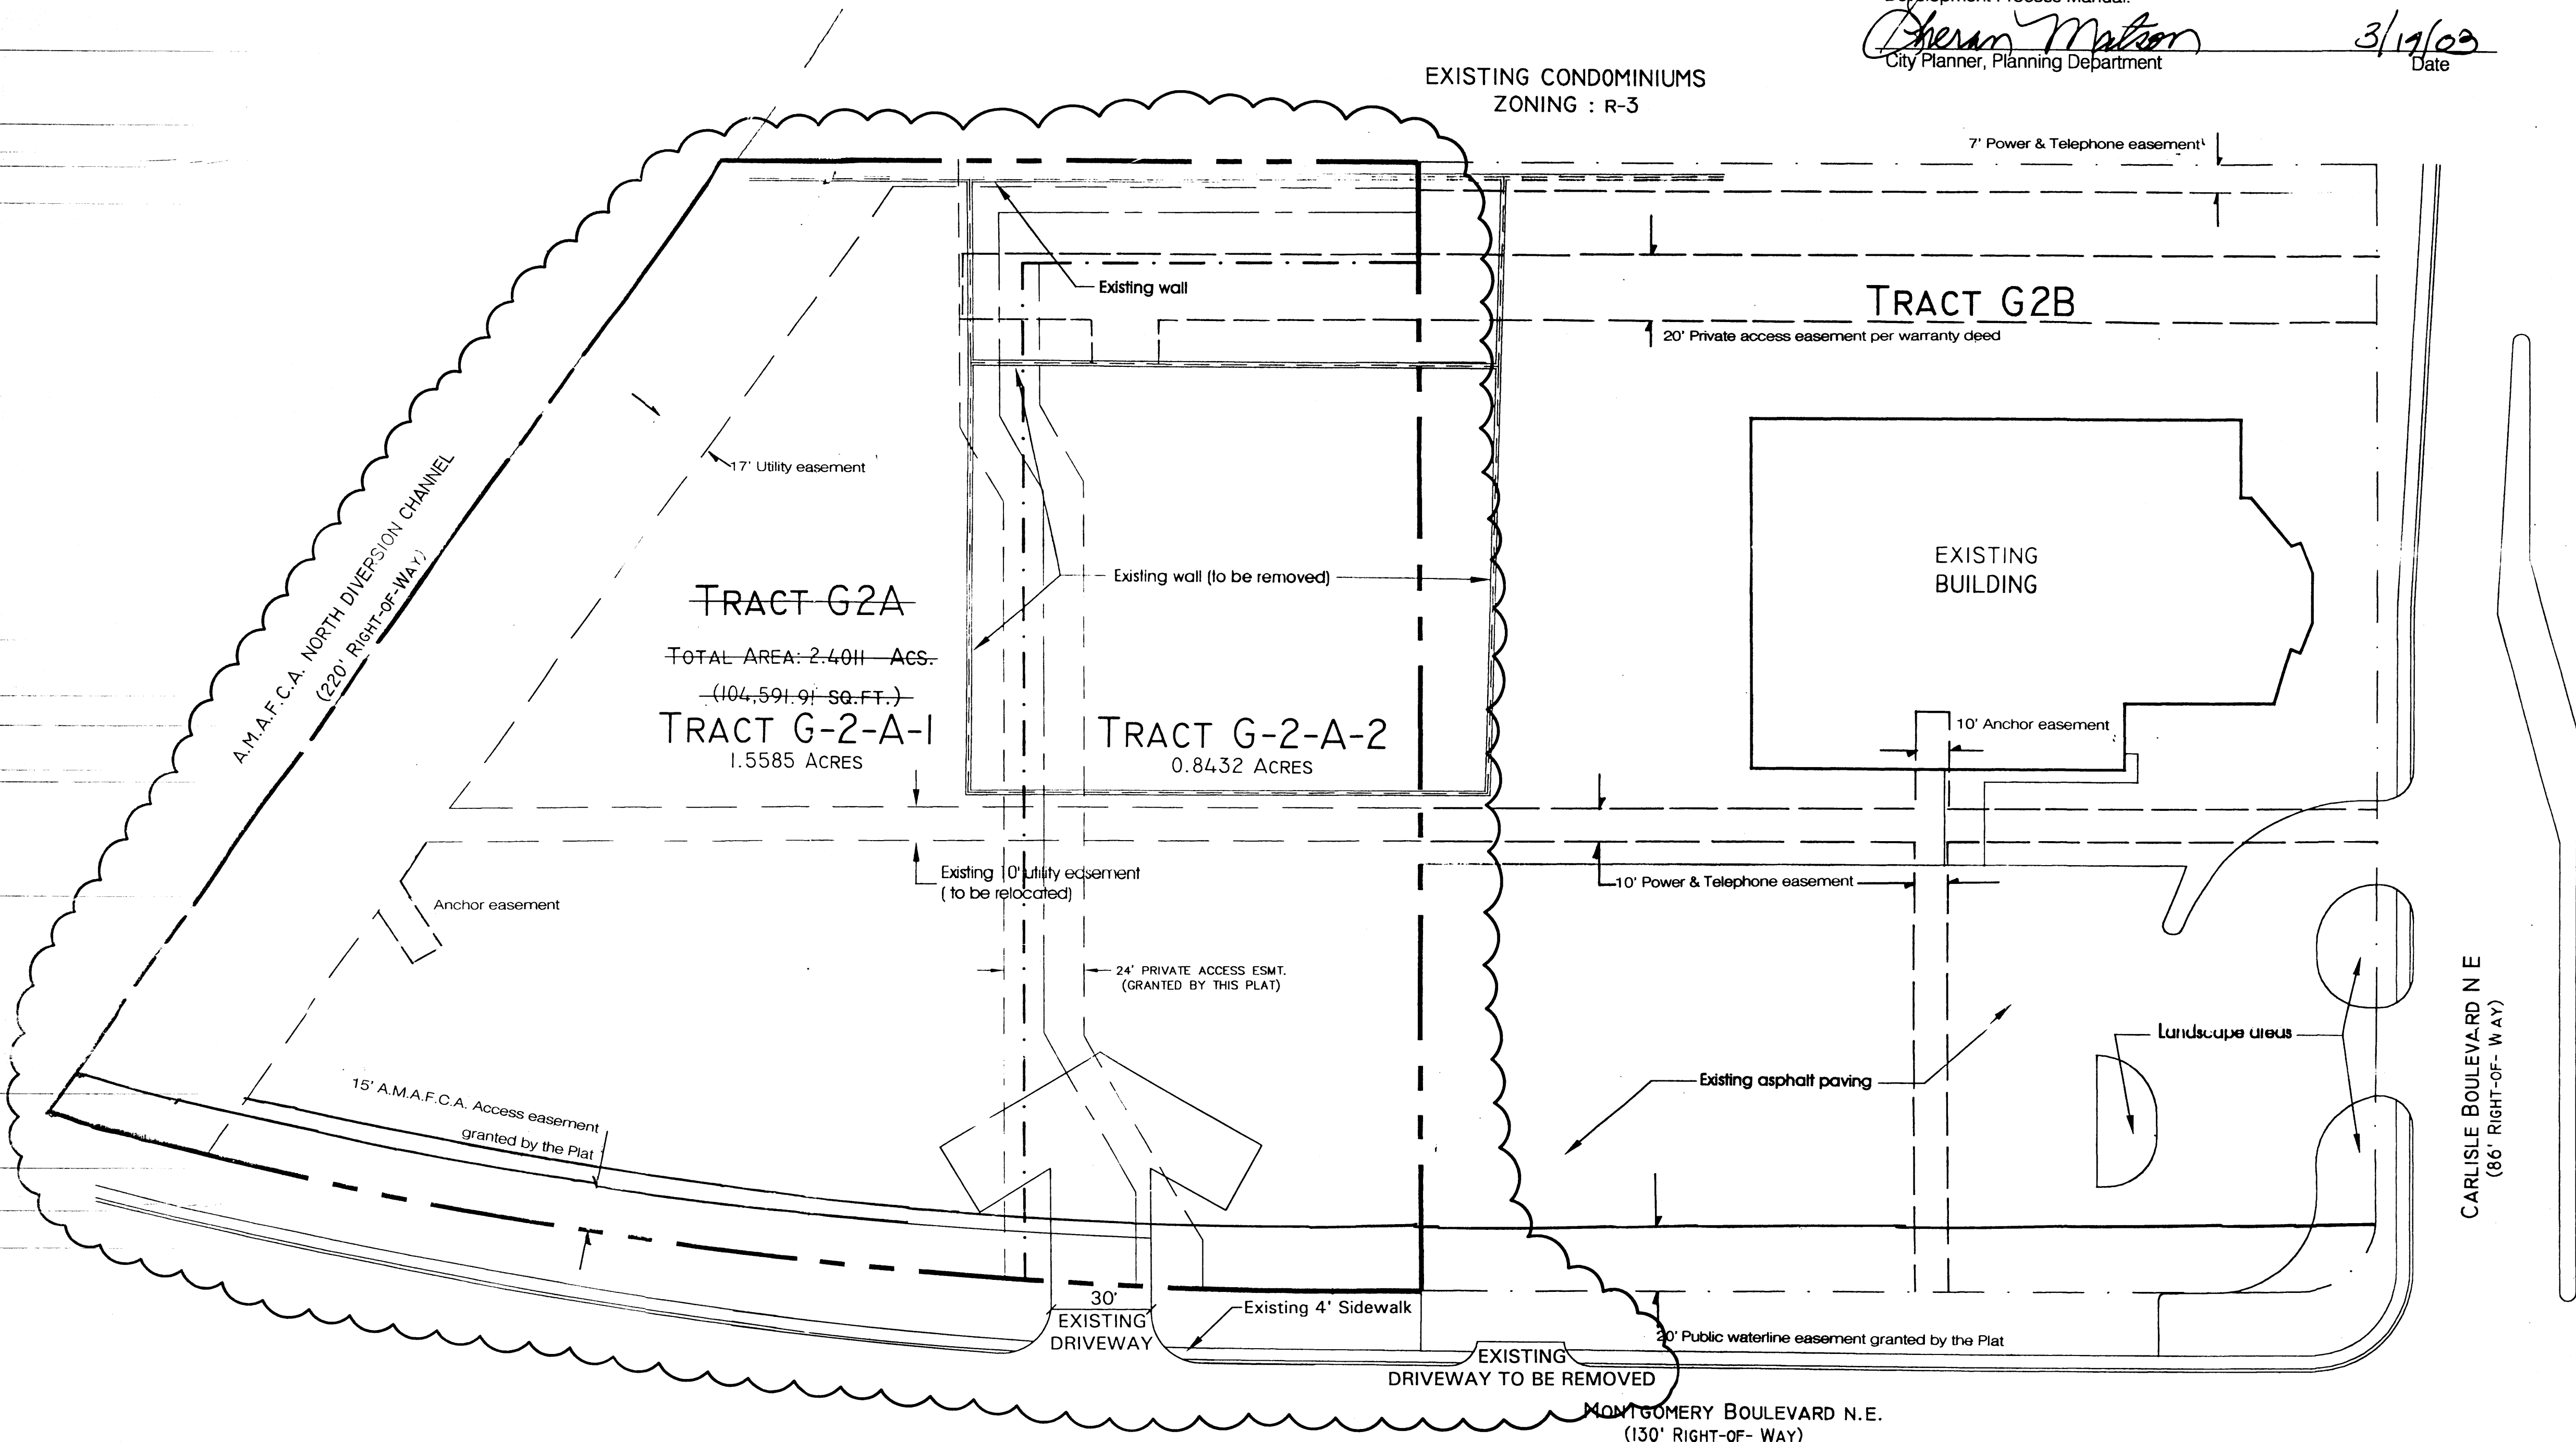 Development Process Manual.
Sheran Matson
3/19/03
City Planner, Planning Department
Date
EXISTING CONDOMINIUMS
ZONING : R-3
7' Power & Telephone easement
Existing wall
TRACT G2B
20' Private access easement per warranty deed
17' Utility easement
A.M.A.F.C.A. NORTH DIVERSION CHANNEL
(220' RIGHT-OF-WAY)
Existing wall (to be removed)
EXISTING
BUILDING
TRACT G2A
TOTAL AREA: 2.4011 ACS.
(104,591.91 SQ.FT.)
TRACT G-2-A-1
1.5585 ACRES
TRACT G-2-A-2
0.8432 ACRES
10' Anchor easement
Existing 10' utility easement
( to be relocated)
10' Power & Telephone easement
Anchor easement
24' PRIVATE ACCESS ESMT.
(GRANTED BY THIS PLAT)
Landscape areas
CARLISLE BOULEVARD N E
(86' RIGHT-OF- WAY)
Existing asphalt paving
15' A.M.A.F.C.A. Access easement
granted by the Plat
30'
EXISTING
DRIVEWAY
Existing 4' Sidewalk
20' Public waterline easement granted by the Plat
EXISTING
DRIVEWAY TO BE REMOVED
MONTGOMERY BOULEVARD N.E.
(130' RIGHT-OF- WAY)